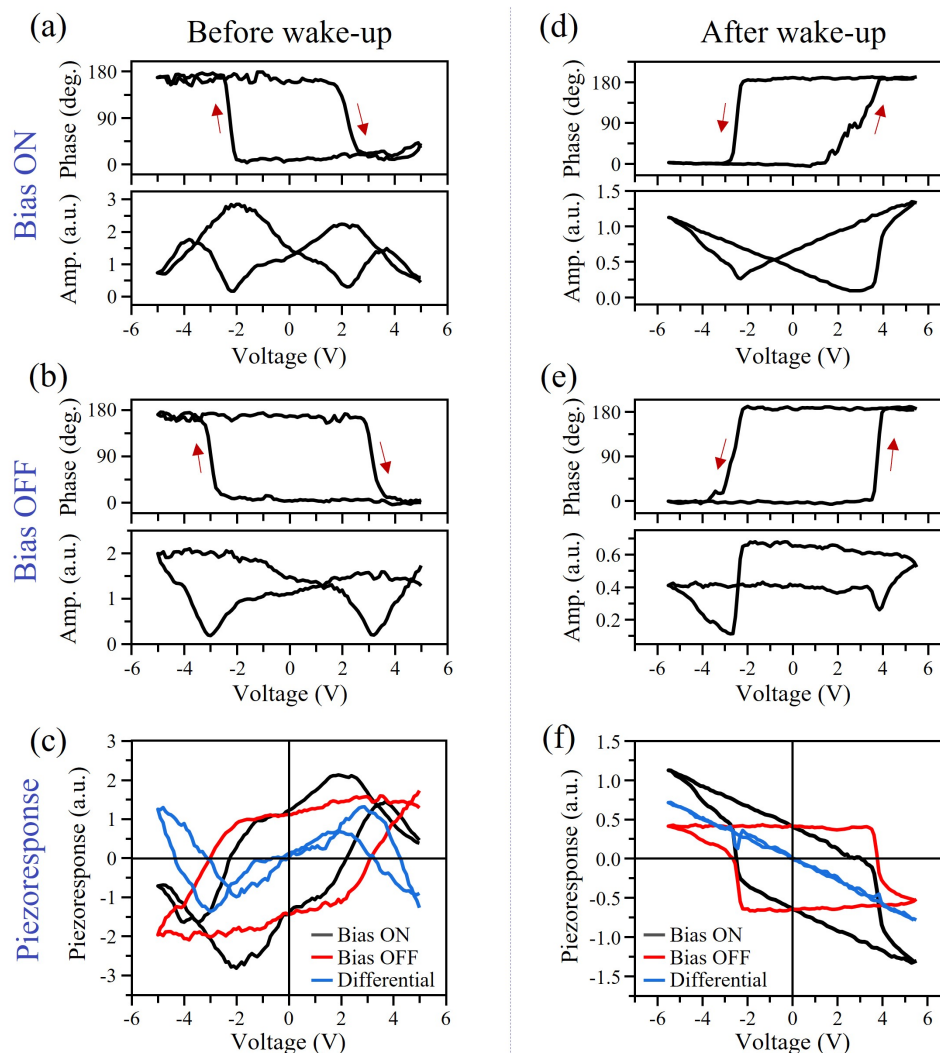 Before wake-up
After wake-up
Bias ON
(a)
Phase (deg.)
180
90
0
Amp. (a.u.)
3
2
1
0
-6 -4 -2 0 2 4 6
Voltage (V)
(d)
Phase (deg.)
180
90
0
Amp. (a.u.)
1.5
1.0
0.5
0.0
-6 -4 -2 0 2 4 6
Voltage (V)
Bias OFF
(b)
Phase (deg.)
180
90
0
Amp. (a.u.)
2
1
0
-6 -4 -2 0 2 4 6
Voltage (V)
(e)
Phase (deg.)
180
90
0
Amp. (a.u.)
0.6
0.4
0.2
-6 -4 -2 0 2 4 6
Voltage (V)
Piezoresponse
(c)
Piezoresponse (a.u.)
3
2
1
0
-1
-2
-3
Bias ON
Bias OFF
Differential
-6 -4 -2 0 2 4 6
Voltage (V)
(f)
Piezoresponse (a.u.)
1.5
1.0
0.5
0.0
-0.5
-1.0
-1.5
Bias ON
Bias OFF
Differential
-6 -4 -2 0 2 4 6
Voltage (V)